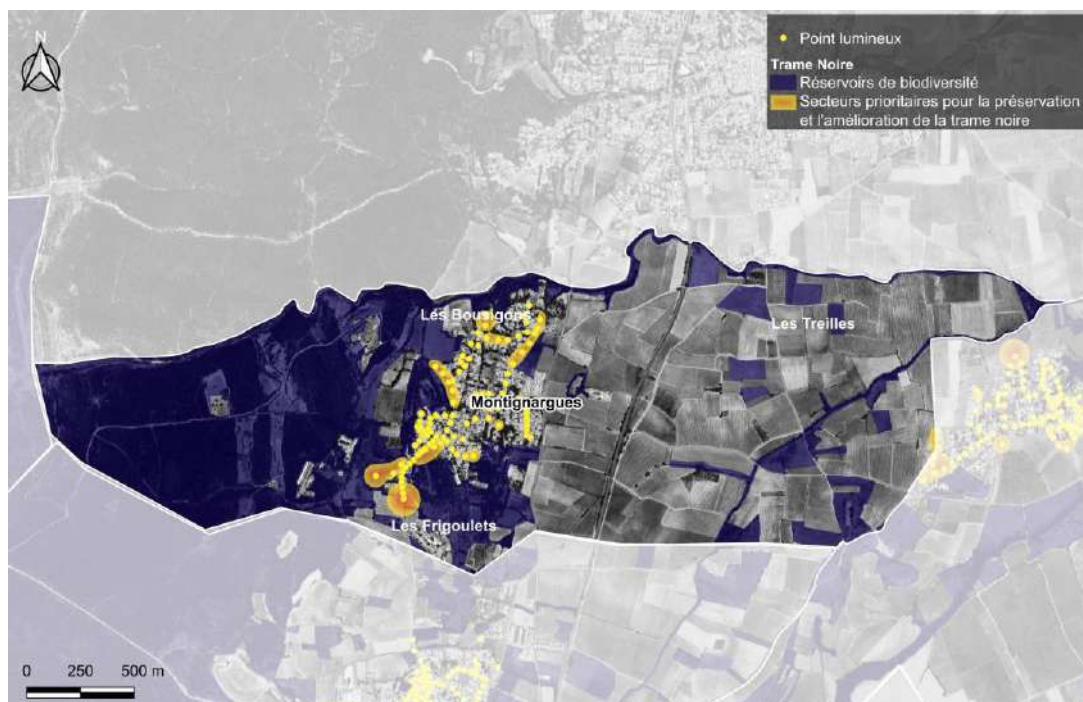 N
Point lumineux
Trame Noire
Réservoirs de biodiversité
Secteurs prioritaires pour la préservation
et l'amélioration de la trame noire
Les Bousigons
Les Treilles
Montignargues
Les Frigoulets
0 250 500 m